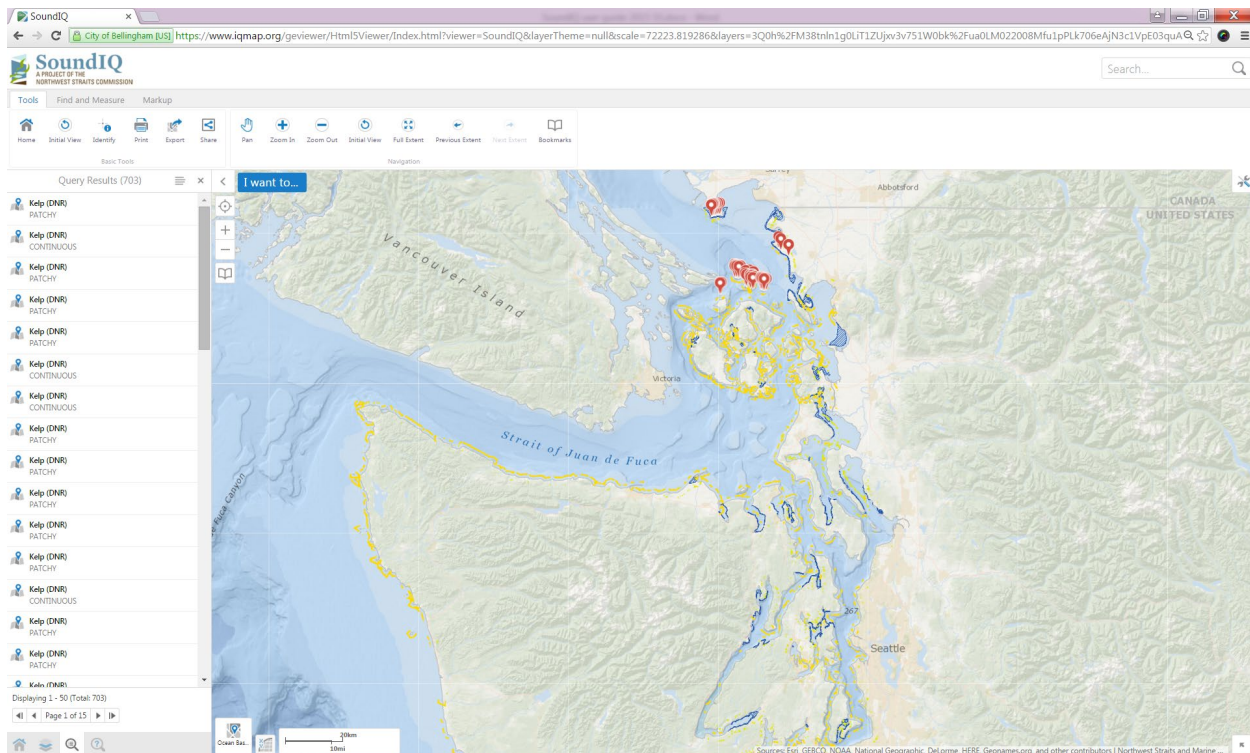 SoundIQ
City of Bellingham [US] https://www.iqmap.org/geviewer/Html5Viewer/Index.html?viewer=SoundIQ&layerTheme=null&scale=72223.819286&layers=
SoundIQ
A PROJECT OF THE
NORTHWEST STRAITS COMMISSION
Search...
Tools Find and Measure Markup
Home Initial View Identify Print Export Share Pan Zoom In Zoom Out Initial View Full Extent Previous Extent Next Extent Bookmarks
Basic Tools Navigation
Query Results (703)
I want to...
Kelp (DNR)
PATCHY
Kelp (DNR)
CONTINUOUS
Kelp (DNR)
PATCHY
Kelp (DNR)
PATCHY
Kelp (DNR)
PATCHY
Kelp (DNR)
CONTINUOUS
Kelp (DNR)
CONTINUOUS
Kelp (DNR)
PATCHY
Kelp (DNR)
PATCHY
Kelp (DNR)
PATCHY
Kelp (DNR)
PATCHY
Kelp (DNR)
PATCHY
Kelp (DNR)
CONTINUOUS
Kelp (DNR)
PATCHY
Kelp (DNR)
PATCHY
Kelp (DNR)
Displaying 1 - 50 (Total: 703)
Page 1 of 15
Abbotsford
CANADA
UNITED STATES
Vancouver Island
Victoria
Strait of Juan de Fuca
Fuca Canyon
267
Seattle
Ocean Bas...
20km
10mi
Sources: Esri, GEBCO, NOAA, National Geographic, DeLorme, HERE, Geonames.org, and other contributors | Northwest Straits and Marine ...